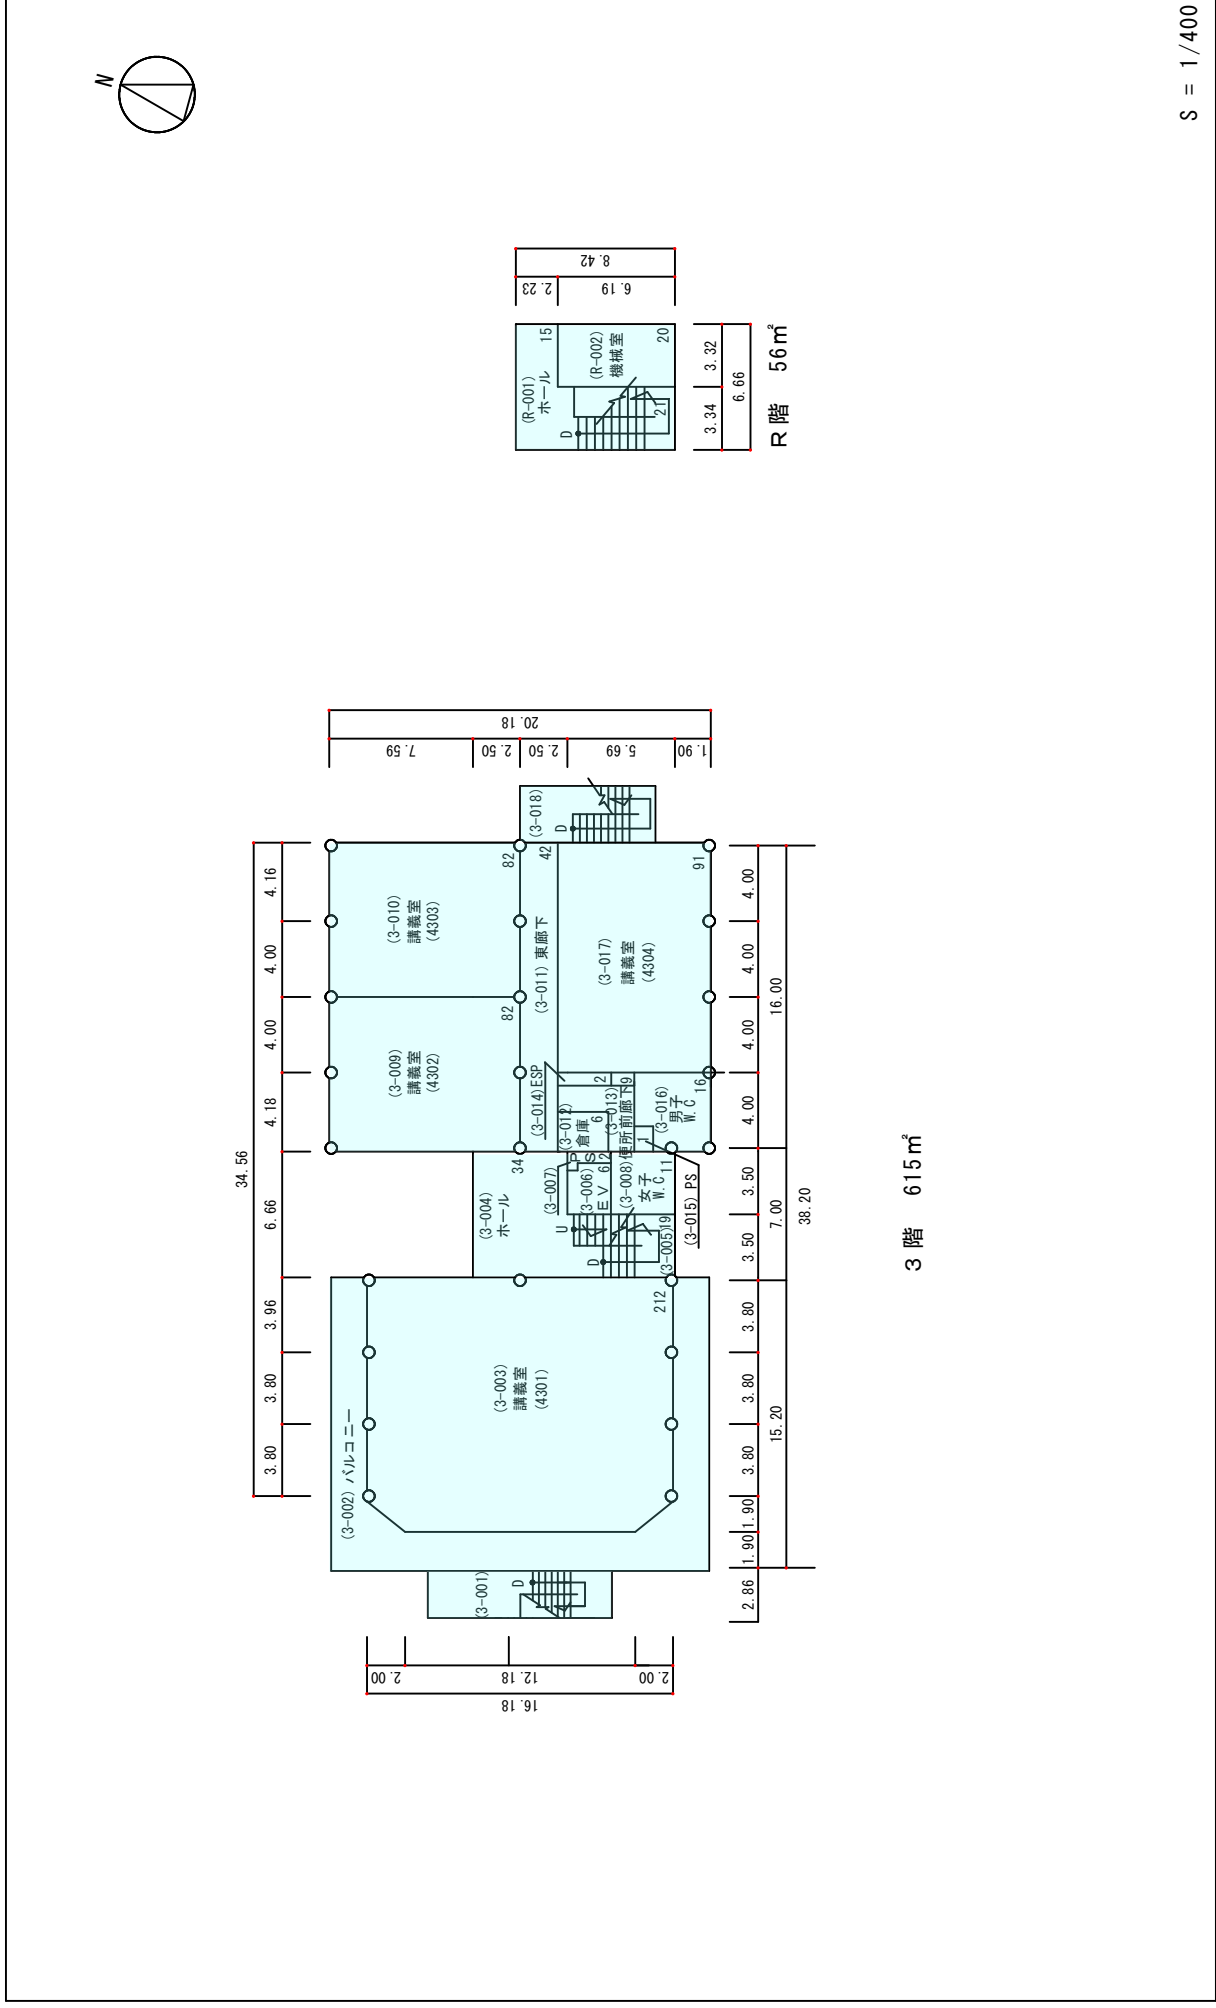 N
S = 1/400
8.42
2.23
6.19
(R-001)
ホール
15
(R-002)
機械室
20
D
21
3.34
3.32
6.66
R階 56㎡
20.18
7.59
2.50
2.50
5.69
1.90
34.56
3.80
3.80
3.96
6.66
4.18
4.00
4.00
4.16
(3-018)
D
(3-010)
講義室
(4303)
82
(3-009)
講義室
(4302)
82
(3-011) 東廊下
42
(3-017)
講義室
(4304)
91
(3-014)ESP
2
(3-012)
倉庫
6
(3-013)
便所前廊下
9
(3-016)
男子
W.C
16
1
(3-015) PS
(3-004)
ホール
34
(3-007)
PS
2
(3-006)
EV
6
(3-008)
女子
W.C
11
U
D
(3-005)
19
(3-003)
講義室
(4301)
212
(3-002) バルコニー
(3-001)
D
2.00
12.18
2.00
16.18
2.86
1.90
1.90
3.80
3.80
3.80
3.50
3.50
4.00
4.00
4.00
4.00
15.20
7.00
16.00
38.20
3階 615㎡